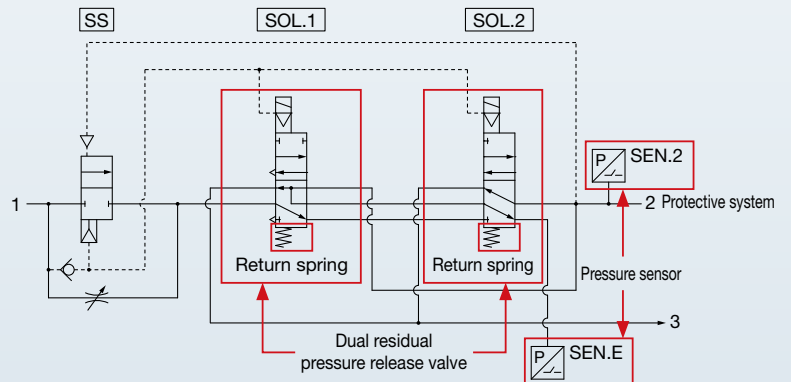 SS
SOL.1
SOL.2
P
SEN.2
1
2 Protective system
Return spring
Return spring
Pressure sensor
3
Dual residual
pressure release valve
P
SEN.E